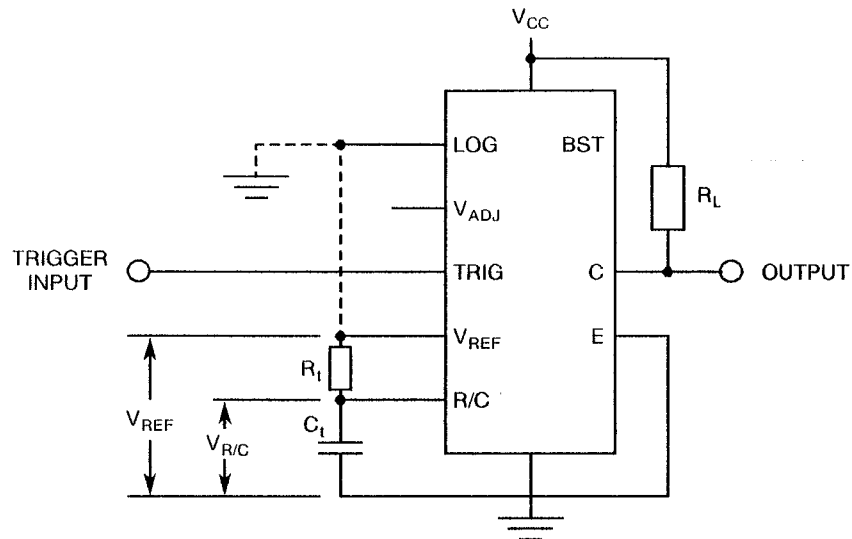 V_CC
LOG
BST
V_ADJ
R_L
TRIGGER
INPUT
TRIG
C
OUTPUT
V_REF
E
R_t
R/C
V_REF
V_R/C
C_t